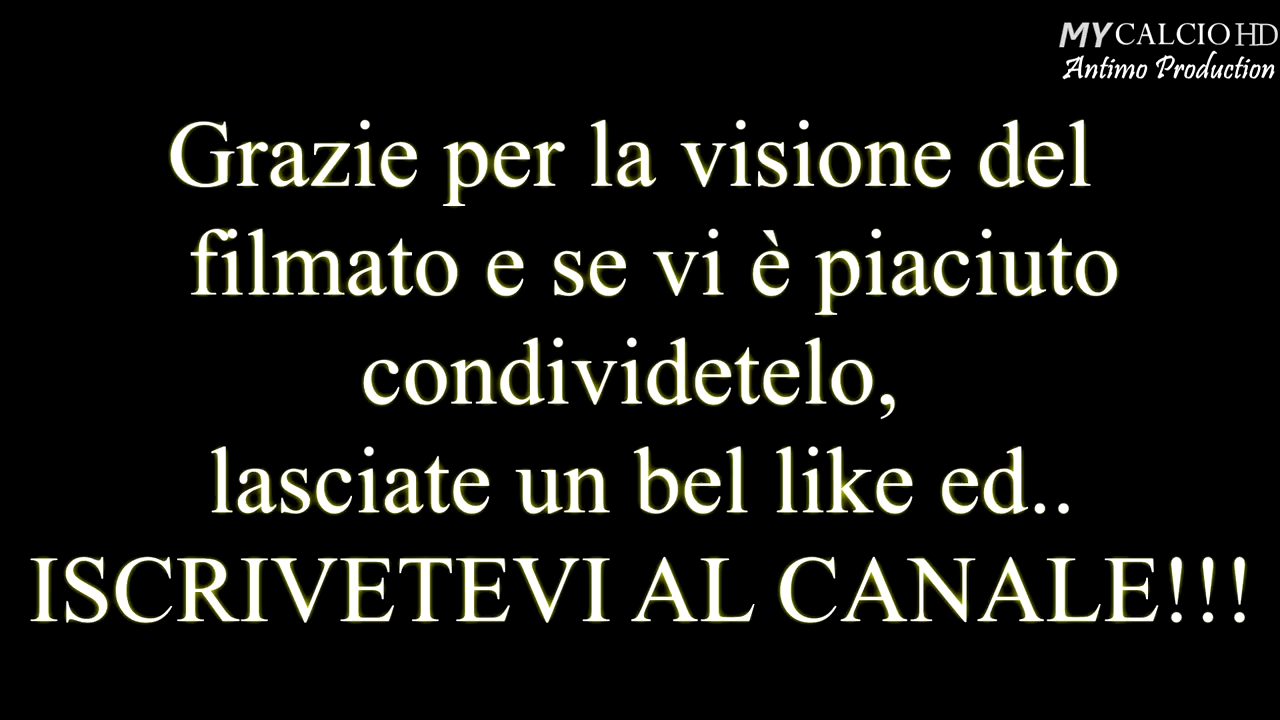 MYCALCIO HD
Antimo Production
Grazie per la visione del
filmato e se vi è piaciuto
condividetelo,
lasciate un bel like ed..
ISCRIVETEVI AL CANALE!!!